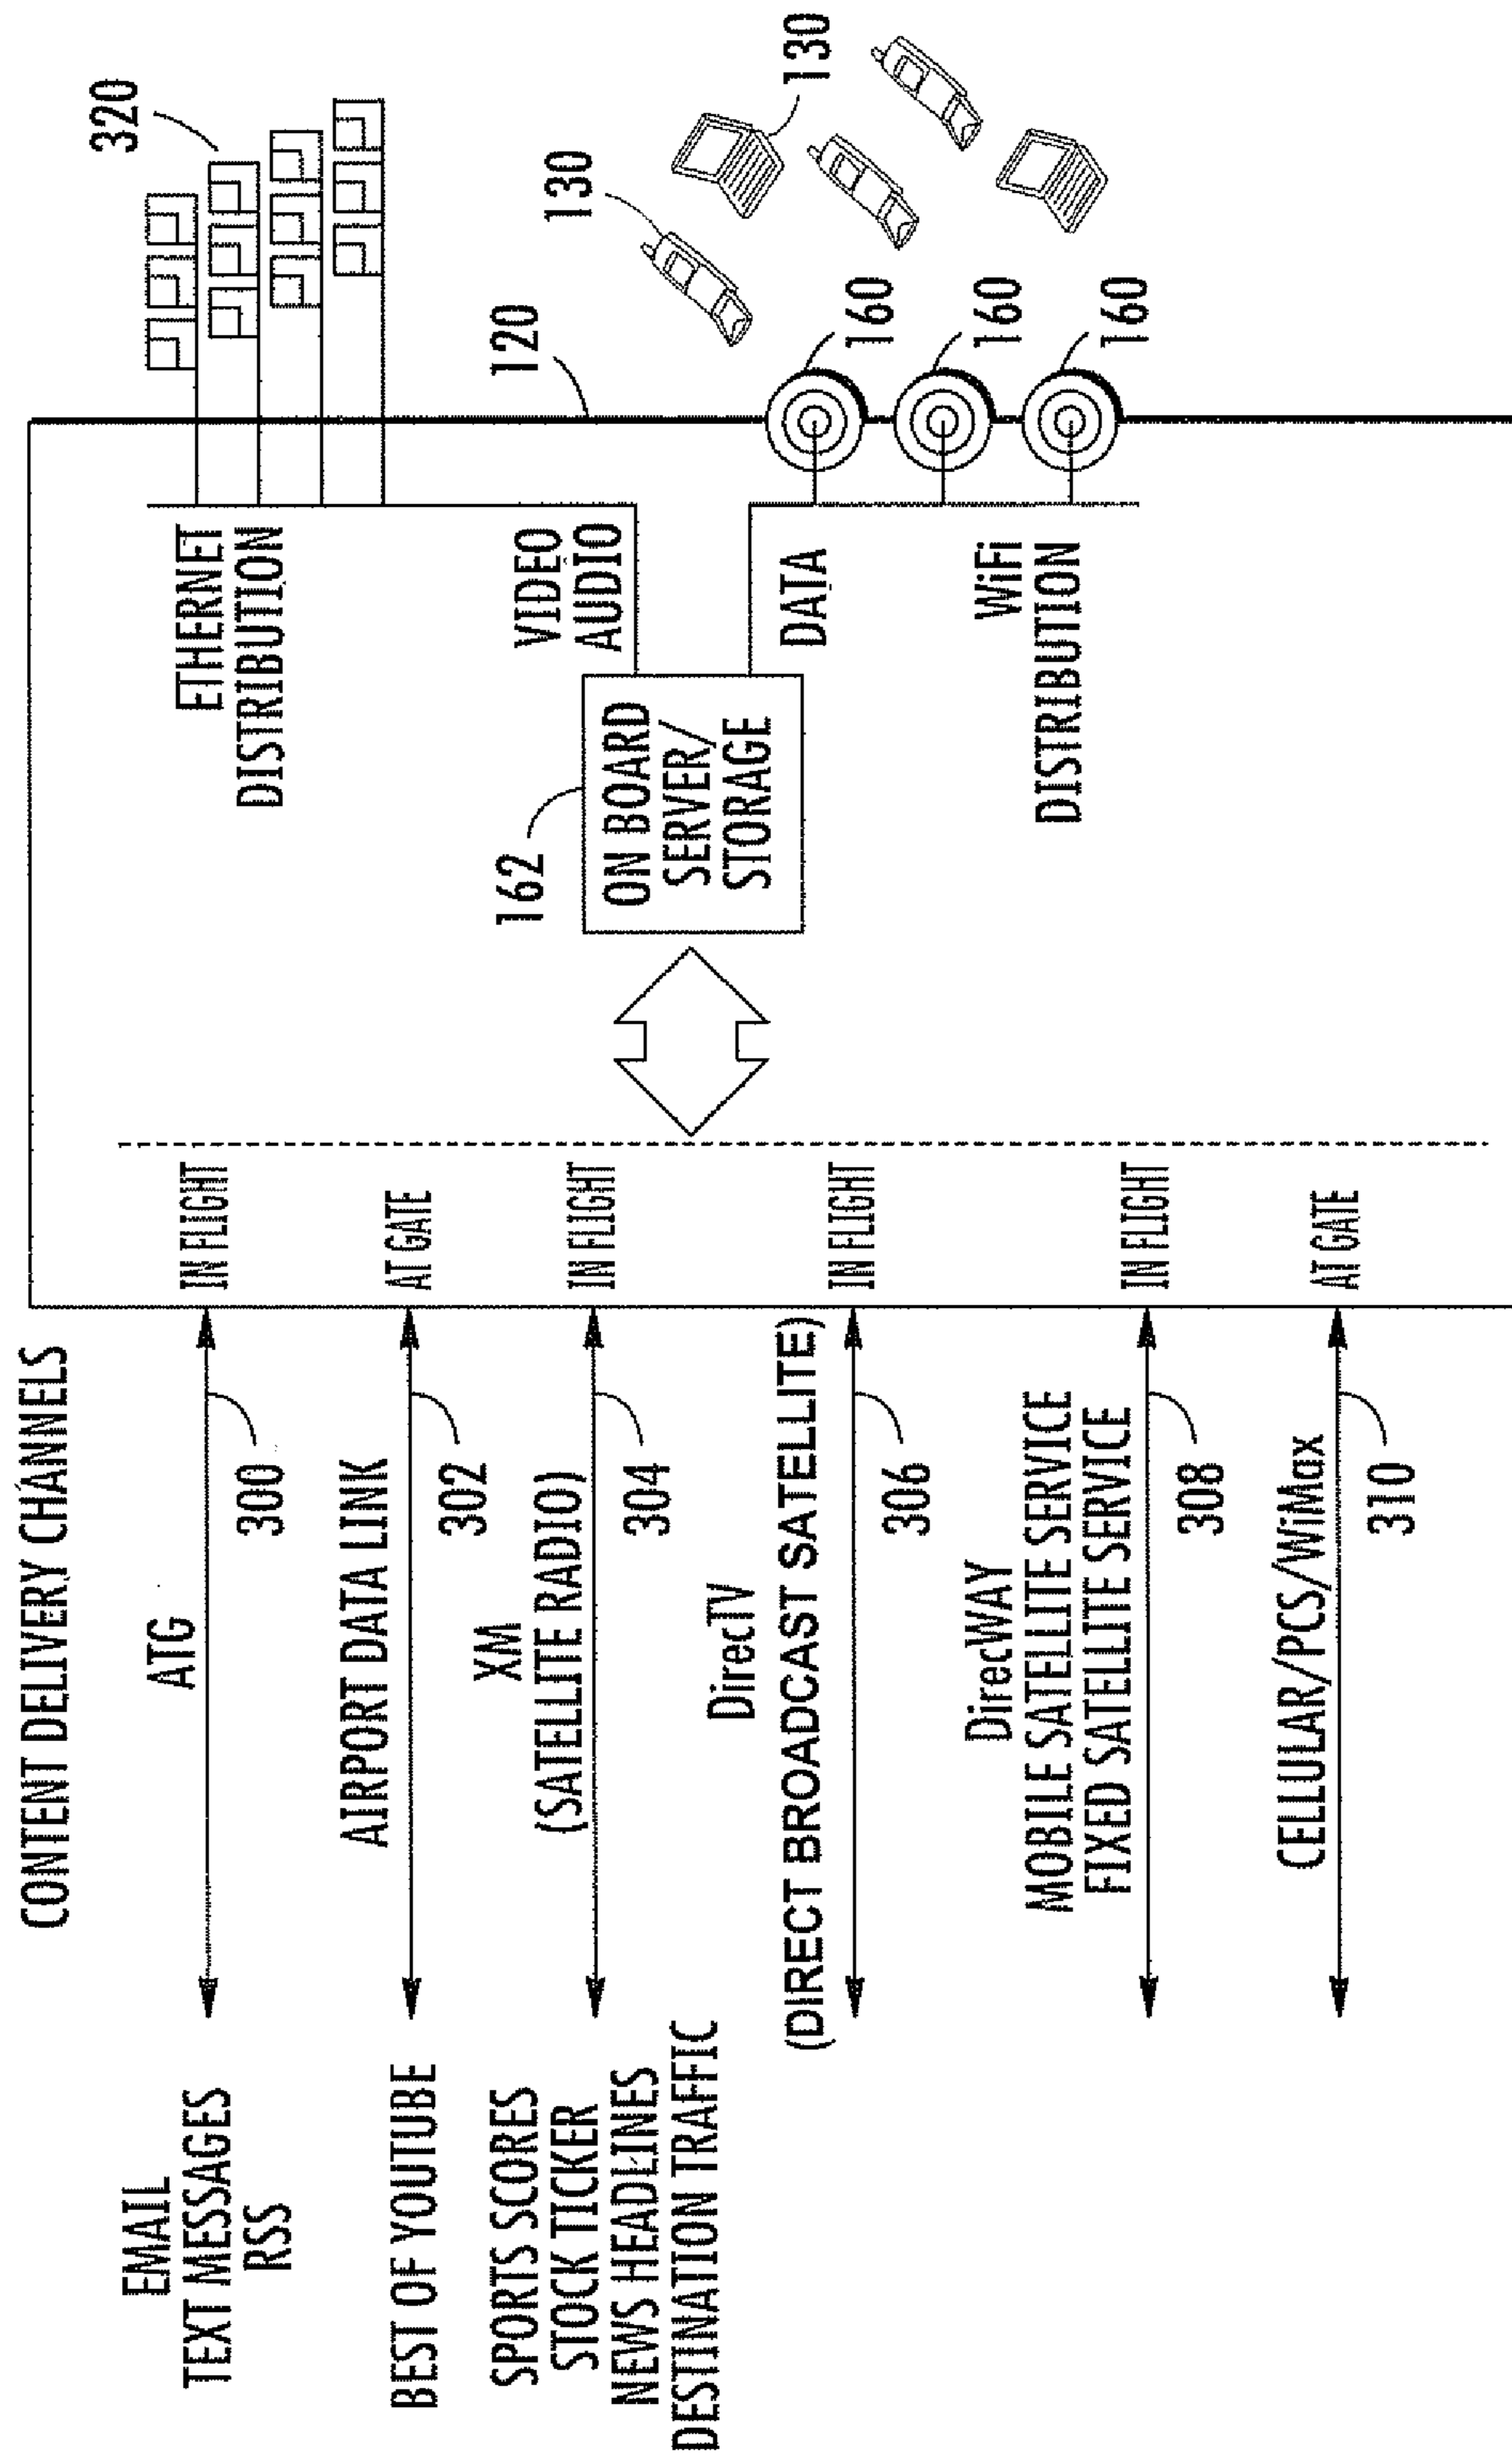 CONTENT DELIVERY CHANNELS
EMAIL
TEXT MESSAGES
RSS
ATG
300
IN FLIGHT
BEST OF YOUTUBE
AIRPORT DATA LINK
302
AT GATE
SPORTS SCORES
STOCK TICKER
NEWS HEADLINES
DESTINATION TRAFFIC
XM
(SATELLITE RADIO)
304
IN FLIGHT
DirecTV
(DIRECT BROADCAST SATELLITE)
306
IN FLIGHT
DirecWAY
MOBILE SATELLITE SERVICE
FIXED SATELLITE SERVICE
308
IN FLIGHT
CELLULAR/PCS/WiMax
310
AT GATE
162
ON BOARD
SERVER/
STORAGE
ETHERNET
DISTRIBUTION
VIDEO
AUDIO
DATA
WiFi
DISTRIBUTION
320
120
130
130
160
160
160